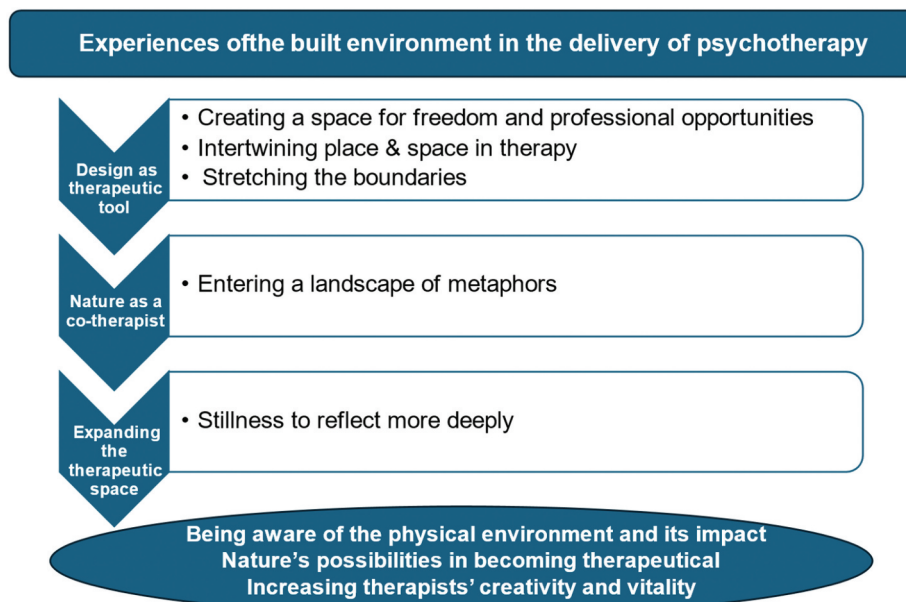 Experiences ofthe built environment in the delivery of psychotherapy
Design as
therapeutic
tool
• Creating a space for freedom and professional opportunities
• Intertwining place & space in therapy
• Stretching the boundaries
Nature as a
co-therapist
• Entering a landscape of metaphors
Expanding
the
therapeutic
space
• Stillness to reflect more deeply
Being aware of the physical environment and its impact
Nature’s possibilities in becoming therapeutical
Increasing therapists’ creativity and vitality